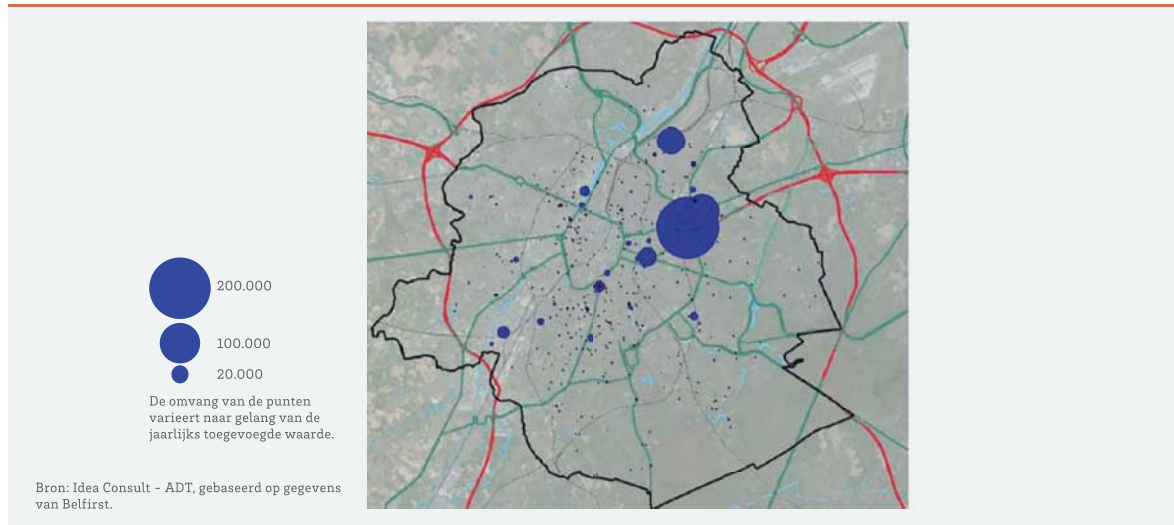 200.000
100.000
20.000
De omvang van de punten
varieert naar gelang van de
jaarlijks toegevoegde waarde.
Bron: Idea Consult – ADT, gebaseerd op gegevens
van Belfirst.